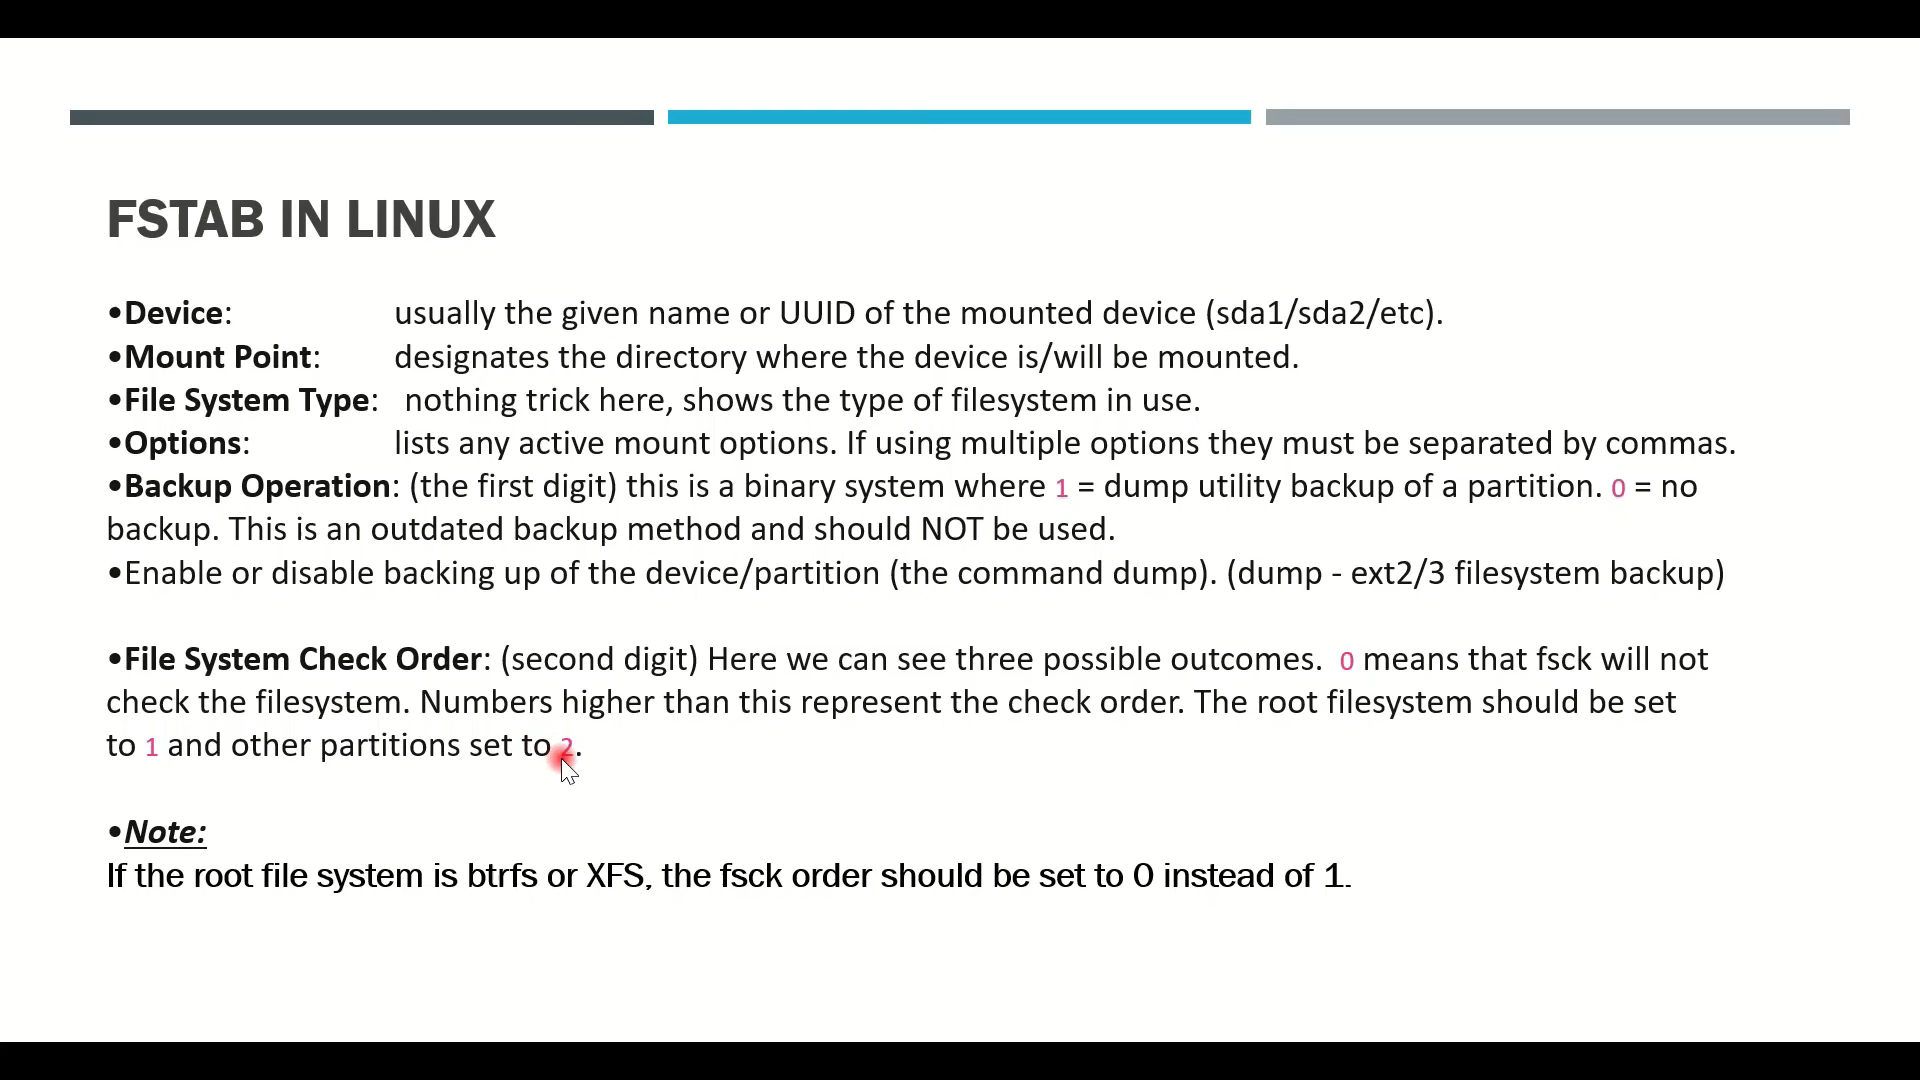 FSTAB IN LINUX
•Device: usually the given name or UUID of the mounted device (sda1/sda2/etc).
•Mount Point: designates the directory where the device is/will be mounted.
•File System Type: nothing trick here, shows the type of filesystem in use.
•Options: lists any active mount options. If using multiple options they must be separated by commas.
•Backup Operation: (the first digit) this is a binary system where 1 = dump utility backup of a partition. 0 = no
backup. This is an outdated backup method and should NOT be used.
•Enable or disable backing up of the device/partition (the command dump). (dump - ext2/3 filesystem backup)
•File System Check Order: (second digit) Here we can see three possible outcomes. 0 means that fsck will not
check the filesystem. Numbers higher than this represent the check order. The root filesystem should be set
to 1 and other partitions set to 2.
•Note:
If the root file system is btrfs or XFS, the fsck order should be set to 0 instead of 1.